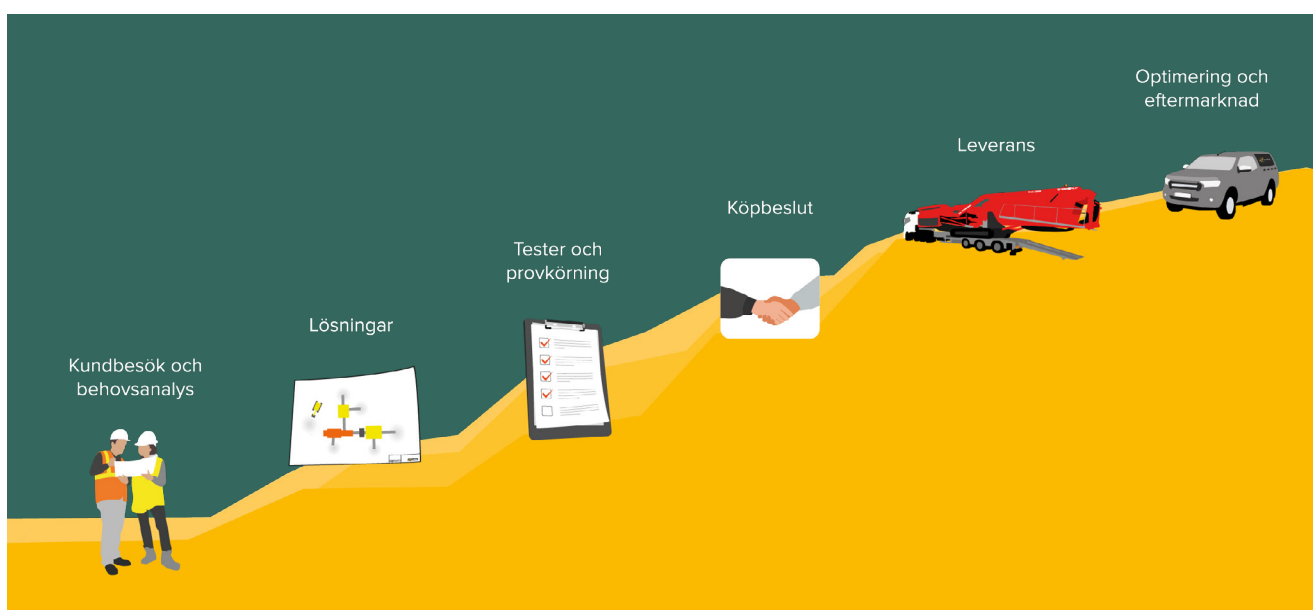 Kundbesök och
behovsanalys
Lösningar
Tester och
provkörning
Köpbeslut
Leverans
Optimering och
eftermarknad